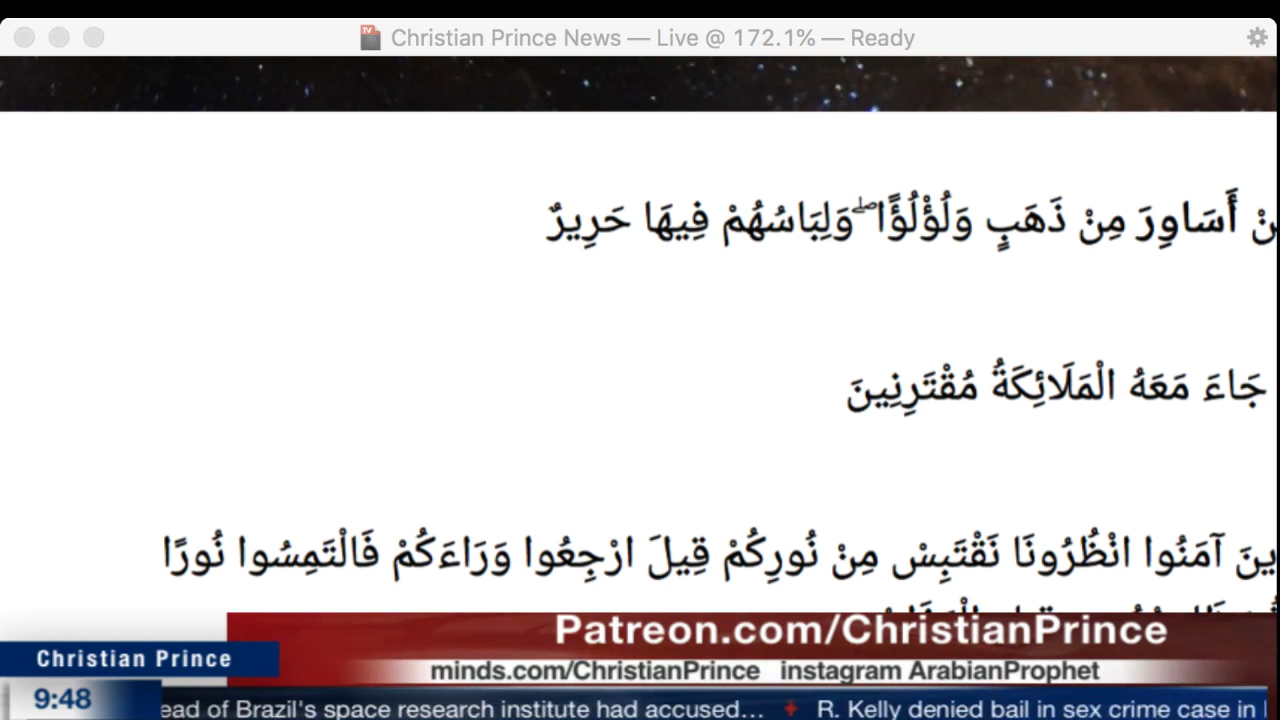 Christian Prince News — Live @ 172.1% — Ready
أَسَاوِرَ مِنْ ذَهَبٍ وَلُؤْلُؤًا ۖ وَلِبَاسُهُمْ فِيهَا حَرِيرٌ
جَاءَ مَعَهُ الْمَلَائِكَةُ مُقْتَرِنِينَ
آمَنُوا انْظُرُونَا نَقْتَبِسْ مِنْ نُورِكُمْ قِيلَ ارْجِعُوا وَرَاءَكُمْ فَالْتَمِسُوا نُورًا
Patreon.com/ChristianPrince
Christian Prince
minds.com/ChristianPrince instagram ArabianProphet
9:48
ead of Brazil's space research institute had accused... R. Kelly denied bail in sex crime case in